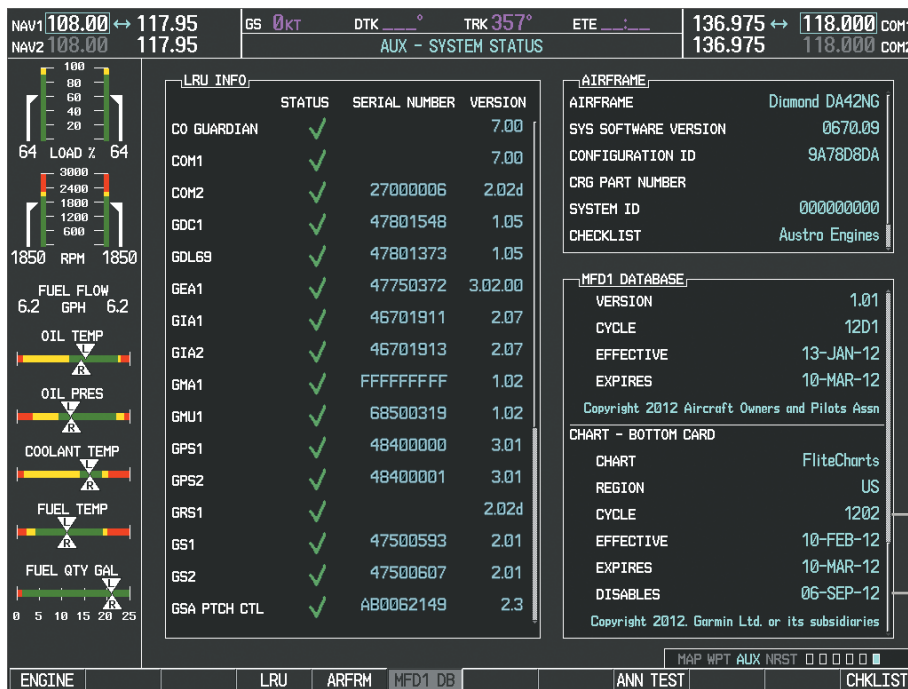 NAV1 108.00 ↔ 117.95 GS 0KT DTK ___° TRK 357° ETE __:__ 136.975 ↔ 118.000 COM1
NAV2 108.00 117.95 AUX - SYSTEM STATUS 136.975 118.000 COM2
100
80
60
40
20
64 LOAD % 64
3000
2400
1800
1200
600
1850 RPM 1850
FUEL FLOW
6.2 GPH 6.2
OIL TEMP
L
R
OIL PRES
L
R
COOLANT TEMP
L
R
FUEL TEMP
L
R
FUEL QTY GAL
L
R
0 5 10 15 20 25
LRU INFO
STATUS SERIAL NUMBER VERSION
CO GUARDIAN ✓ 7.00
COM1 ✓ 7.00
COM2 ✓ 27000006 2.02d
GDC1 ✓ 47801548 1.05
GDL69 ✓ 47801373 1.05
GEA1 ✓ 47750372 3.02.00
GIA1 ✓ 46701911 2.07
GIA2 ✓ 46701913 2.07
GMA1 ✓ FFFFFFFFF 1.02
GMU1 ✓ 68500319 1.02
GPS1 ✓ 48400000 3.01
GPS2 ✓ 48400001 3.01
GRS1 ✓ 2.02d
GS1 ✓ 47500593 2.01
GS2 ✓ 47500607 2.01
GSA PTCH CTL ✓ AB0062149 2.3
AIRFRAME
AIRFRAME Diamond DA42NG
SYS SOFTWARE VERSION 0670.09
CONFIGURATION ID 9A78D8DA
CRG PART NUMBER
SYSTEM ID 000000000
CHECKLIST Austro Engines
MFD1 DATABASE
VERSION 1.01
CYCLE 12D1
EFFECTIVE 13-JAN-12
EXPIRES 10-MAR-12
Copyright 2012 Aircraft Owners and Pilots Assn
CHART - BOTTOM CARD
CHART FliteCharts
REGION US
CYCLE 1202
EFFECTIVE 10-FEB-12
EXPIRES 10-MAR-12
DISABLES 06-SEP-12
Copyright 2012. Garmin Ltd. or its subsidiaries
MAP WPT AUX NRST
ENGINE LRU ARFRM MFD1 DB ANN TEST CHKLIST